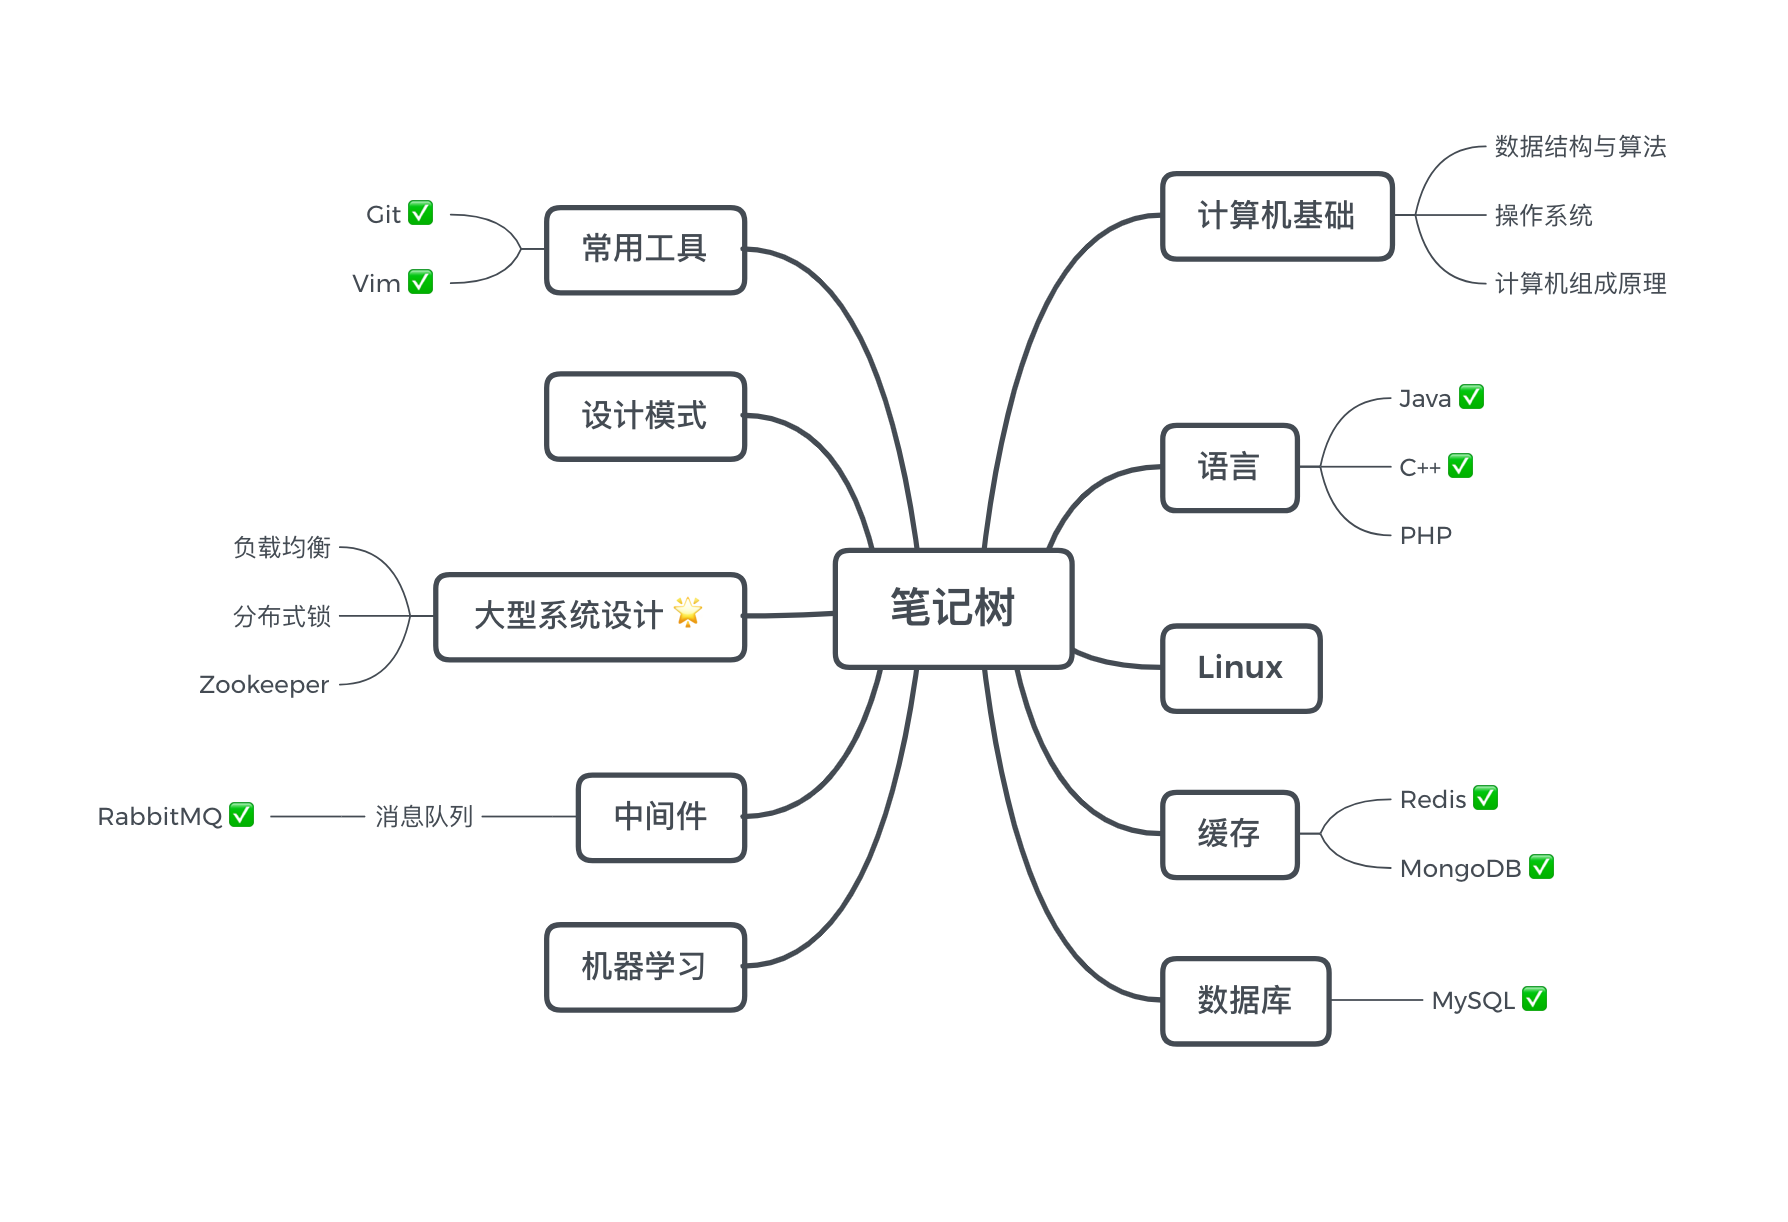 笔记树
计算机基础
数据结构与算法
操作系统
计算机组成原理
语言
Java ✅
C++ ✅
PHP
Linux
缓存
Redis ✅
MongoDB ✅
数据库
MySQL ✅
常用工具
Git ✅
Vim ✅
设计模式
大型系统设计 🌟
负载均衡
分布式锁
Zookeeper
中间件
消息队列
RabbitMQ ✅
机器学习